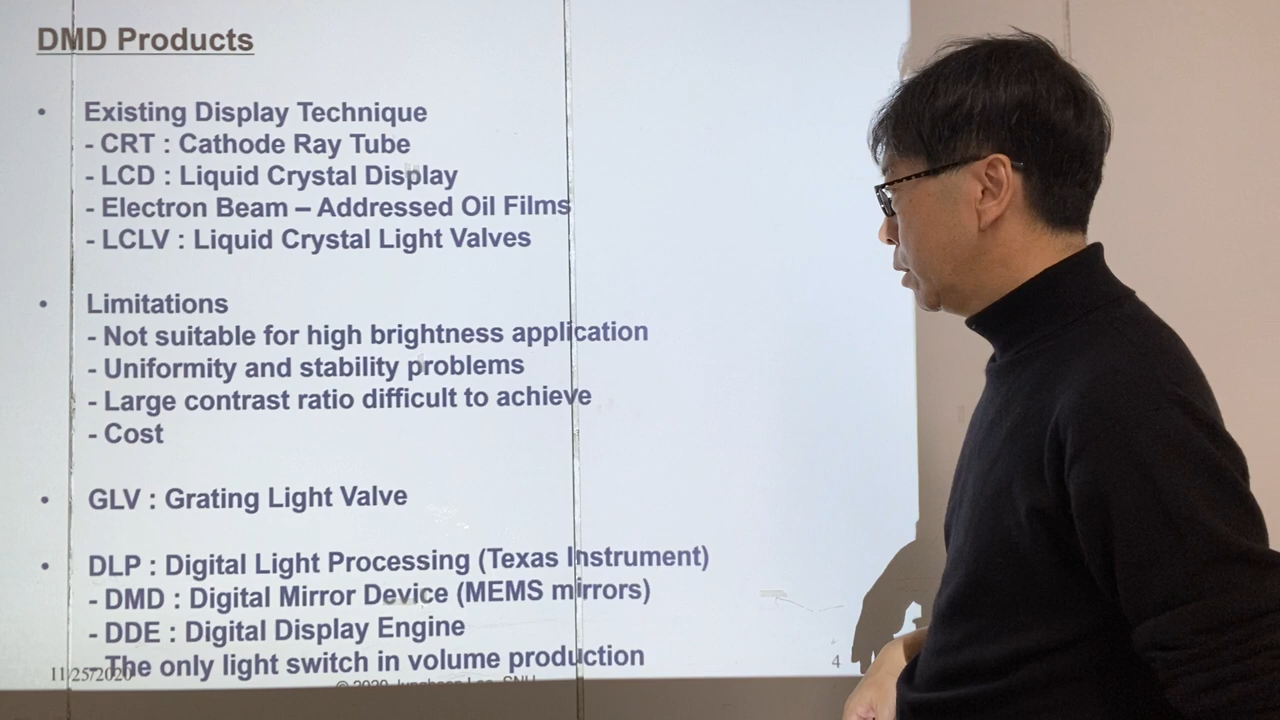 DMD Products
• Existing Display Technique
- CRT : Cathode Ray Tube
- LCD : Liquid Crystal Display
- Electron Beam – Addressed Oil Films
- LCLV : Liquid Crystal Light Valves
• Limitations
- Not suitable for high brightness application
- Uniformity and stability problems
- Large contrast ratio difficult to achieve
- Cost
• GLV : Grating Light Valve
• DLP : Digital Light Processing (Texas Instrument)
- DMD : Digital Mirror Device (MEMS mirrors)
- DDE : Digital Display Engine
- The only light switch in volume production
11/25/2020
4
© 2020 Lee, SNU